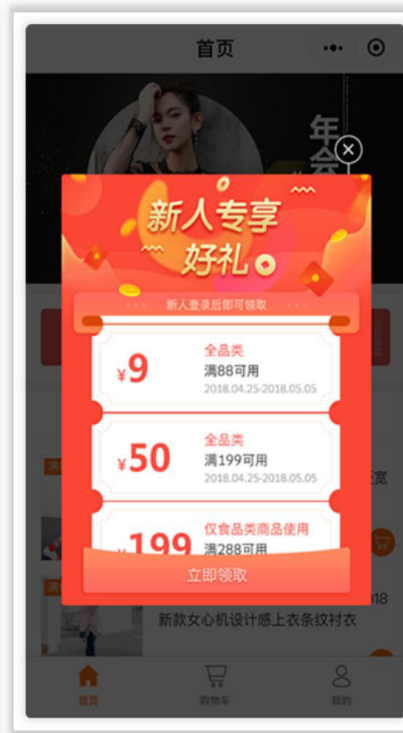 首页
年
会
新人专享
好礼
新人登录后即可领取
¥9
全品类
满88可用
2018.04.25-2018.05.05
¥50
全品类
满199可用
2018.04.25-2018.05.05
¥199
仅食品类商品使用
满288可用
立即领取
宽
018
新款女心机设计感上衣条纹衬衣
首页
购物车
我的